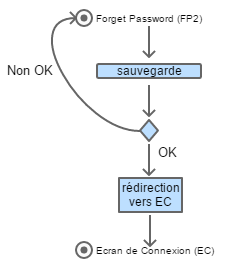 Forget Password (FP2)
sauvegarde
Non OK
OK
rédirection
vers EC
Ecran de Connexion (EC)